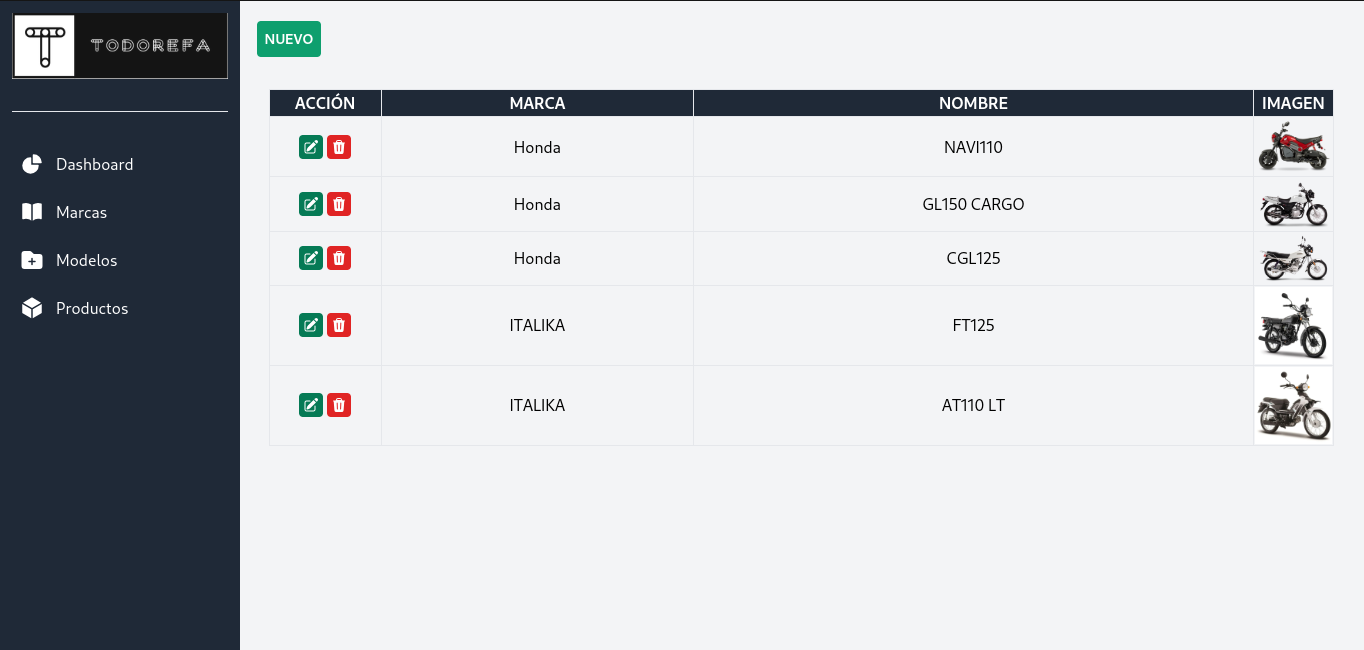 TODOREFA
Dashboard
Marcas
Modelos
Productos
NUEVO
ACCIÓN MARCA NOMBRE IMAGEN
Honda NAVI110
Honda GL150 CARGO
Honda CGL125
ITALIKA FT125
ITALIKA AT110 LT